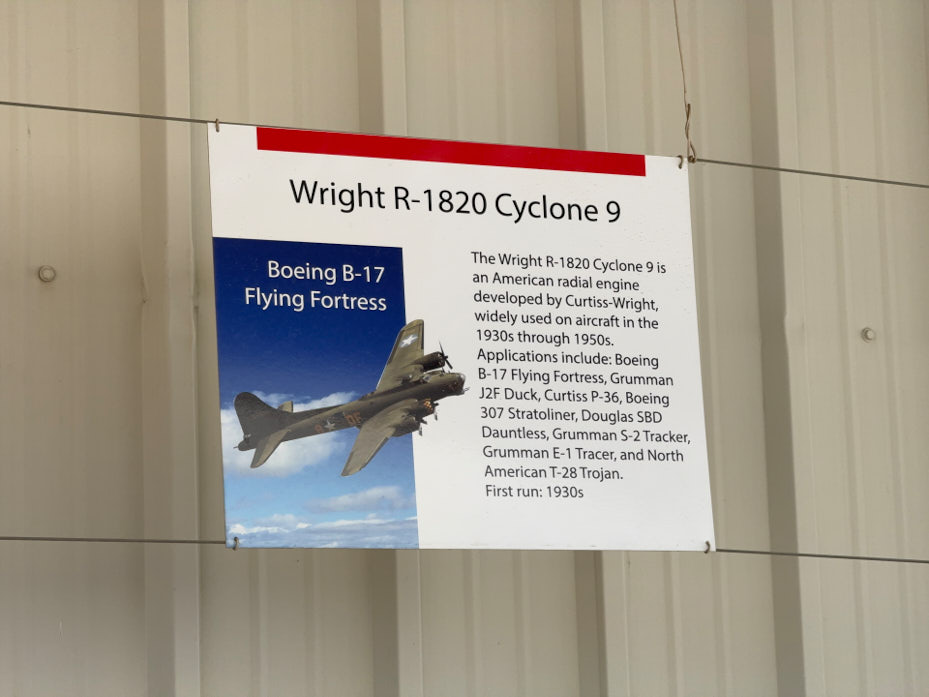 Wright R-1820 Cyclone 9
Boeing B-17
Flying Fortress
The Wright R-1820 Cyclone 9 is
an American radial engine
developed by Curtiss-Wright,
widely used on aircraft in the
1930s through 1950s.
Applications include: Boeing
B-17 Flying Fortress, Grumman
J2F Duck, Curtiss P-36, Boeing
307 Stratoliner, Douglas SBD
Dauntless, Grumman S-2 Tracker,
Grumman E-1 Tracer, and North
American T-28 Trojan.
First run: 1930s